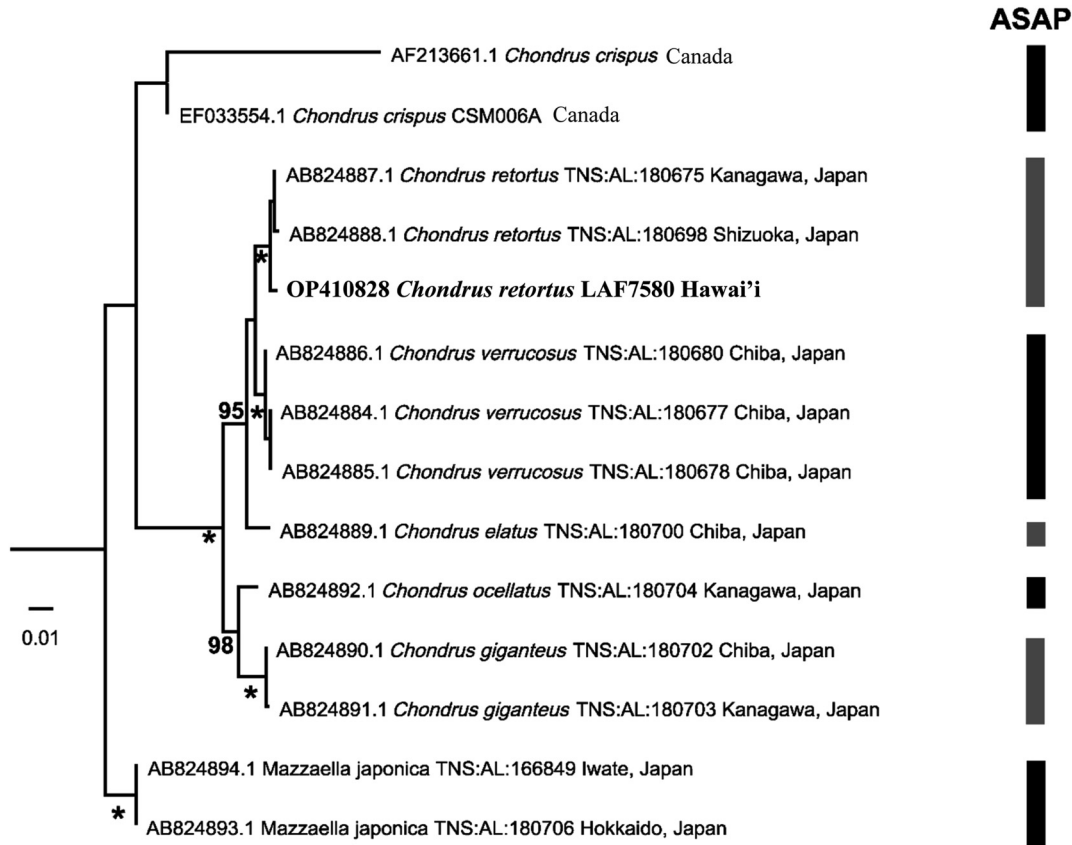 ASAP
AF213661.1 Chondrus crispus Canada
EF033554.1 Chondrus crispus CSM006A Canada
AB824887.1 Chondrus retortus TNS:AL:180675 Kanagawa, Japan
AB824888.1 Chondrus retortus TNS:AL:180698 Shizuoka, Japan
*
OP410828 Chondrus retortus LAF7580 Hawai’i
AB824886.1 Chondrus verrucosus TNS:AL:180680 Chiba, Japan
95
*
AB824884.1 Chondrus verrucosus TNS:AL:180677 Chiba, Japan
AB824885.1 Chondrus verrucosus TNS:AL:180678 Chiba, Japan
AB824889.1 Chondrus elatus TNS:AL:180700 Chiba, Japan
*
AB824892.1 Chondrus ocellatus TNS:AL:180704 Kanagawa, Japan
0.01
98
AB824890.1 Chondrus giganteus TNS:AL:180702 Chiba, Japan
*
AB824891.1 Chondrus giganteus TNS:AL:180703 Kanagawa, Japan
AB824894.1 Mazzaella japonica TNS:AL:166849 Iwate, Japan
*
AB824893.1 Mazzaella japonica TNS:AL:180706 Hokkaido, Japan